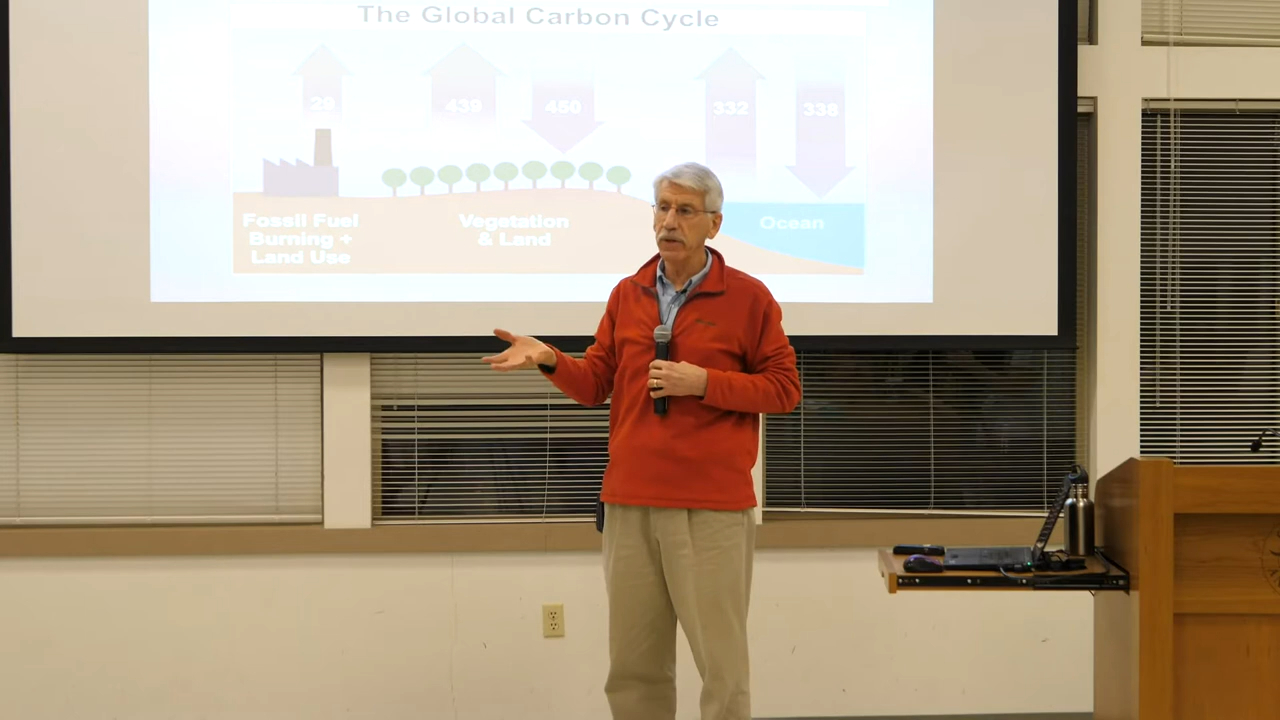 The Global Carbon Cycle
29
439
450
332
338
Fossil Fuel
Burning +
Land Use
Vegetation
& Land
Ocean